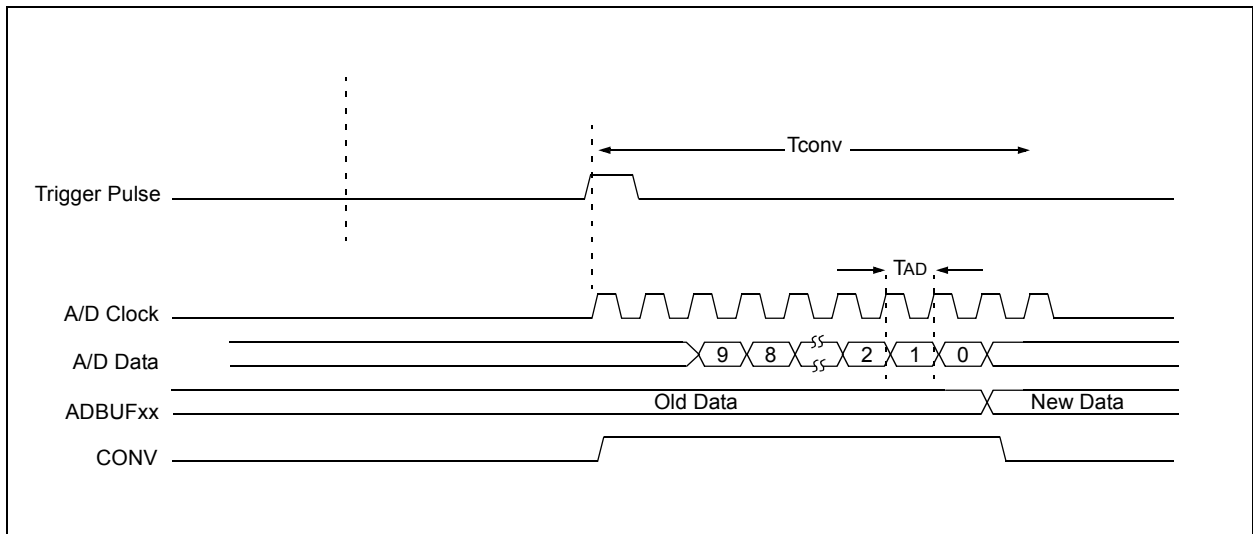 Tconv
Trigger Pulse
TAD
A/D Clock
A/D Data 9 8 2 1 0
ADBUFxx Old Data New Data
CONV